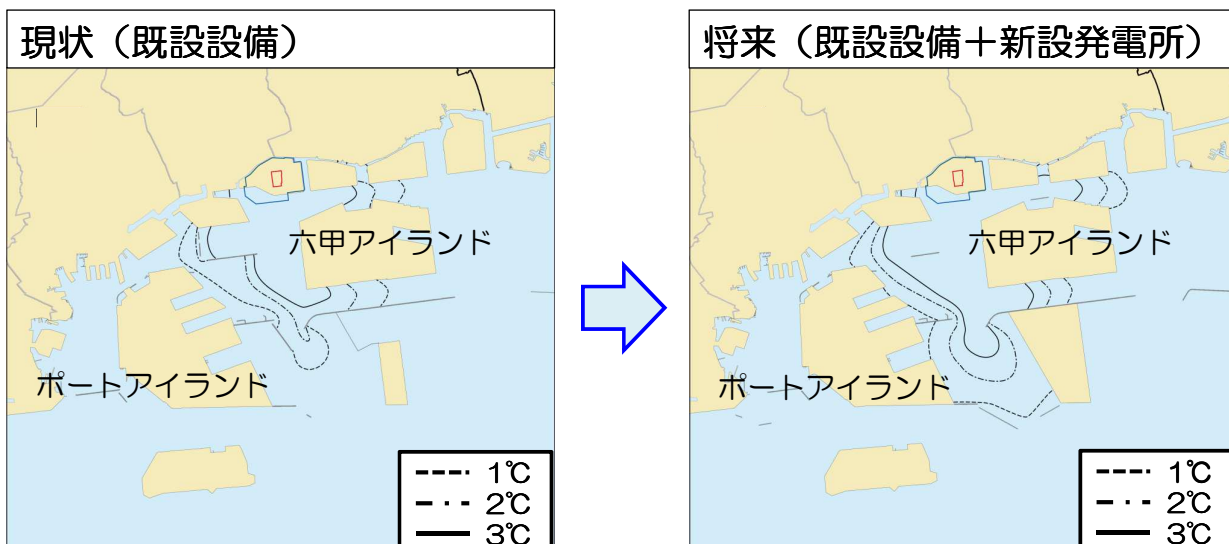 現状（既設設備）
六甲アイランド
ポートアイランド
1℃
2℃
3℃
将来（既設設備＋新設発電所）
六甲アイランド
ポートアイランド
1℃
2℃
3℃